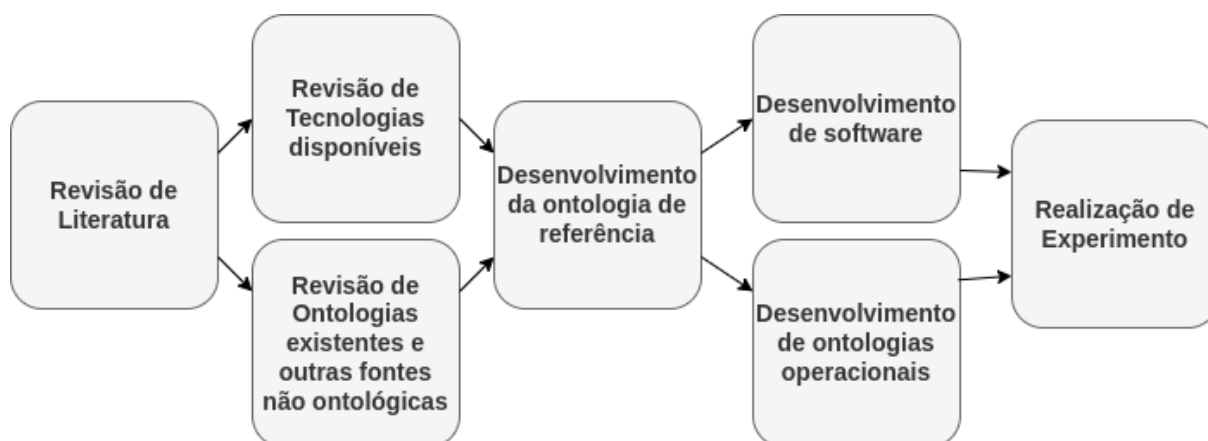 Revisão de
Literatura
Revisão de
Tecnologias
disponíveis
Revisão de
Ontologias
existentes e
outras fontes
não ontológicas
Desenvolvimento
da ontologia de
referência
Desenvolvimento
de software
Desenvolvimento
de ontologias
operacionais
Realização de
Experimento